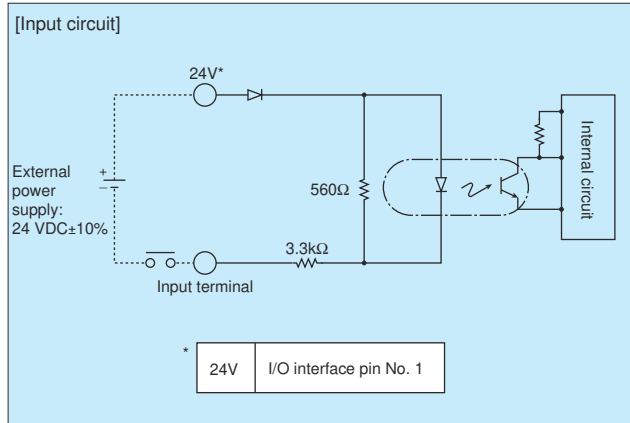 [Input circuit]
24V*
External
power
supply:
24 VDC±10%
+
–
560Ω
Internal circuit
3.3kΩ
Input terminal
*
24V
I/O interface pin No. 1